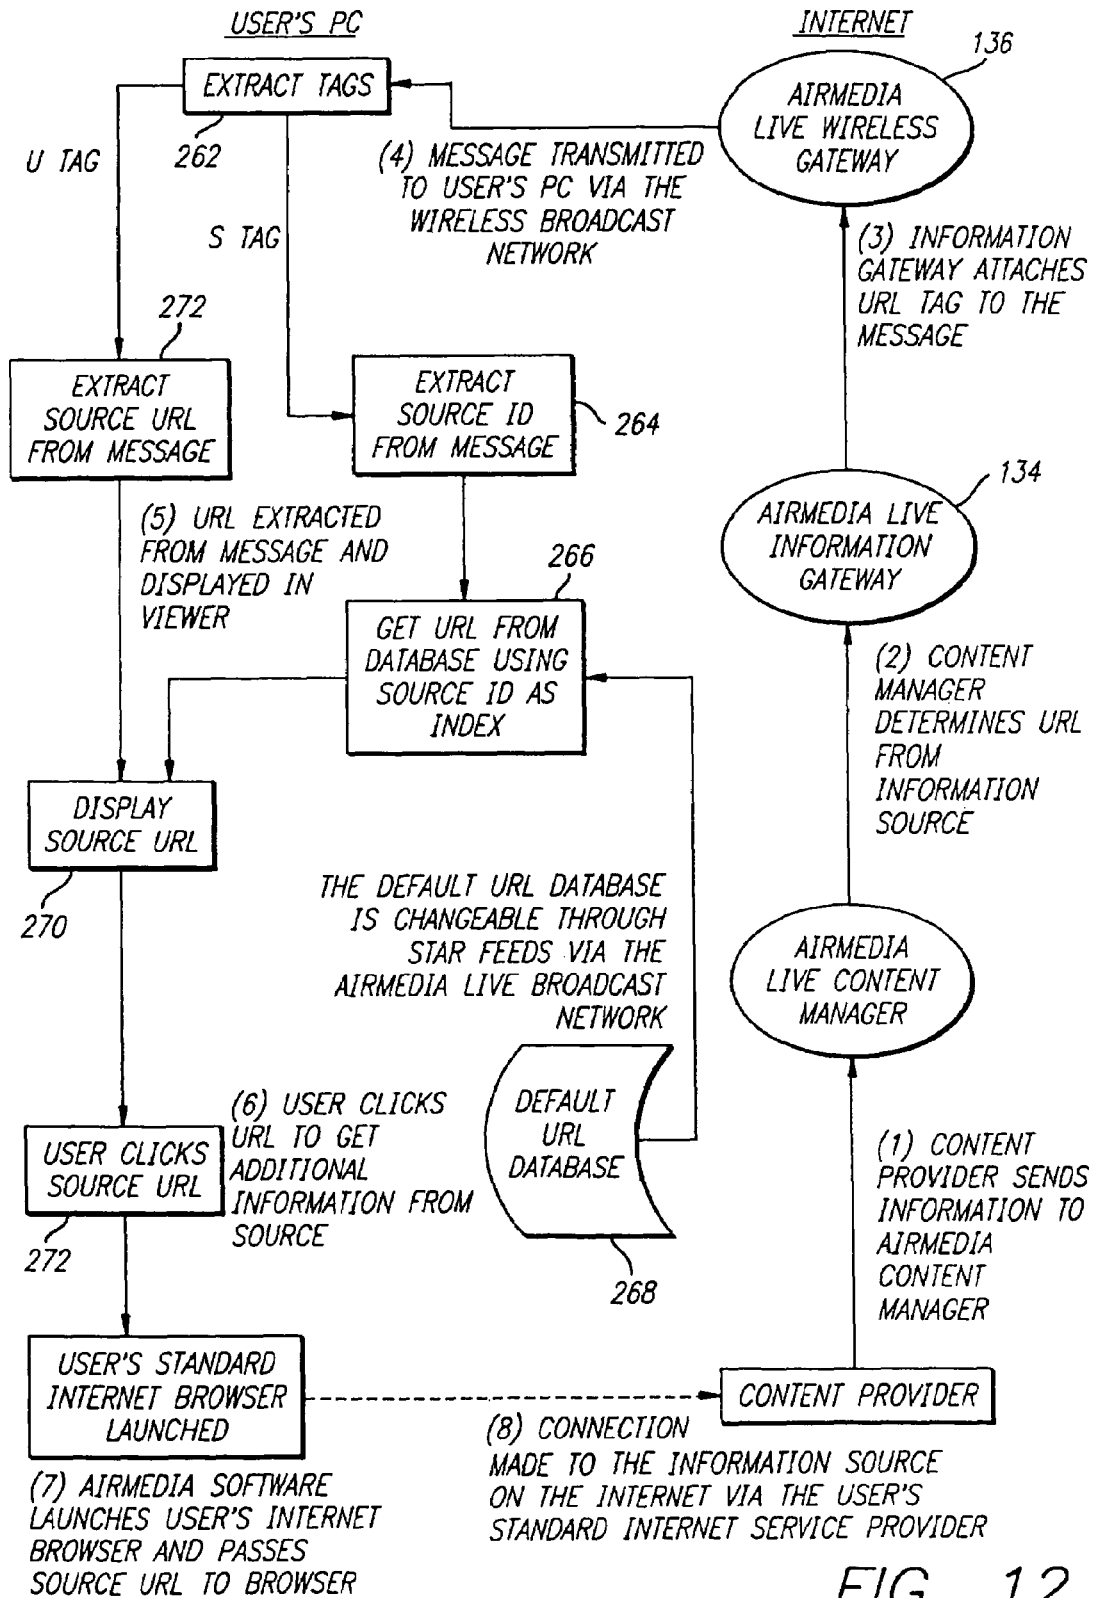 USER'S PC
INTERNET
136
EXTRACT TAGS
262
AIRMEDIA
LIVE WIRELESS
GATEWAY
U TAG
S TAG
(4) MESSAGE TRANSMITTED
TO USER'S PC VIA THE
WIRELESS BROADCAST
NETWORK
(3) INFORMATION
GATEWAY ATTACHES
URL TAG TO THE
MESSAGE
272
EXTRACT
SOURCE URL
FROM MESSAGE
EXTRACT
SOURCE ID
FROM MESSAGE
264
134
AIRMEDIA LIVE
INFORMATION
GATEWAY
(5) URL EXTRACTED
FROM MESSAGE AND
DISPLAYED IN
VIEWER
266
GET URL FROM
DATABASE USING
SOURCE ID AS
INDEX
(2) CONTENT
MANAGER
DETERMINES URL
FROM
INFORMATION
SOURCE
DISPLAY
SOURCE URL
270
THE DEFAULT URL DATABASE
IS CHANGEABLE THROUGH
STAR FEEDS VIA THE
AIRMEDIA LIVE BROADCAST
NETWORK
AIRMEDIA
LIVE CONTENT
MANAGER
DEFAULT
URL
DATABASE
268
(6) USER CLICKS
URL TO GET
ADDITIONAL
INFORMATION FROM
SOURCE
USER CLICKS
SOURCE URL
272
(1) CONTENT
PROVIDER SENDS
INFORMATION TO
AIRMEDIA
CONTENT
MANAGER
USER'S STANDARD
INTERNET BROWSER
LAUNCHED
CONTENT PROVIDER
(8) CONNECTION
MADE TO THE INFORMATION SOURCE
ON THE INTERNET VIA THE USER'S
STANDARD INTERNET SERVICE PROVIDER
(7) AIRMEDIA SOFTWARE
LAUNCHES USER'S INTERNET
BROWSER AND PASSES
SOURCE URL TO BROWSER
FIG. 12